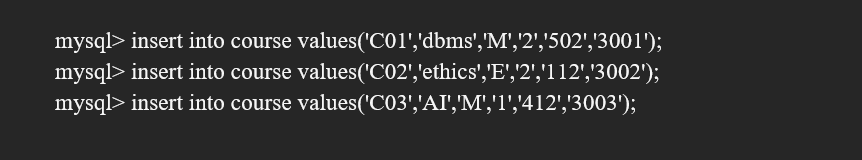 mysql> insert into course values('C01','dbms','M','2','502','3001');
mysql> insert into course values('C02','ethics','E','2','112','3002');
mysql> insert into course values('C03','AI','M','1','412','3003');